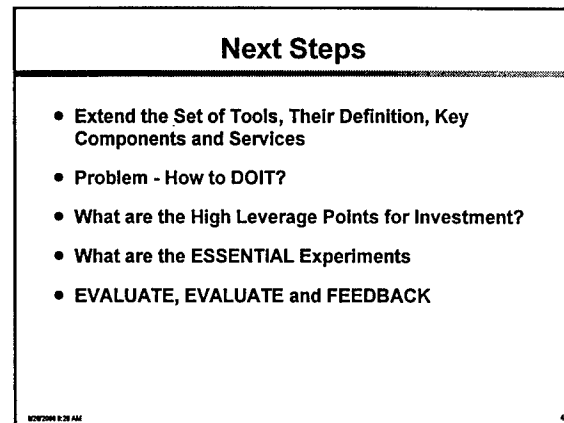 Next Steps
• Extend the Set of Tools, Their Definition, Key
Components and Services
• Problem - How to DOIT?
• What are the High Leverage Points for Investment?
• What are the ESSENTIAL Experiments
• EVALUATE, EVALUATE and FEEDBACK
AM